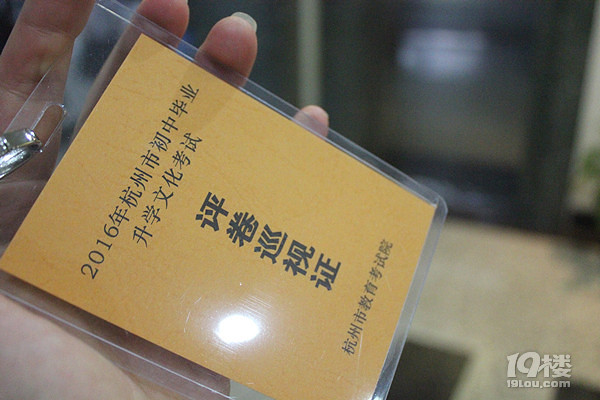 2016年杭州市初中毕业
升学文化考试
评卷巡视证
杭州市教育考试院
19楼
19lou.com